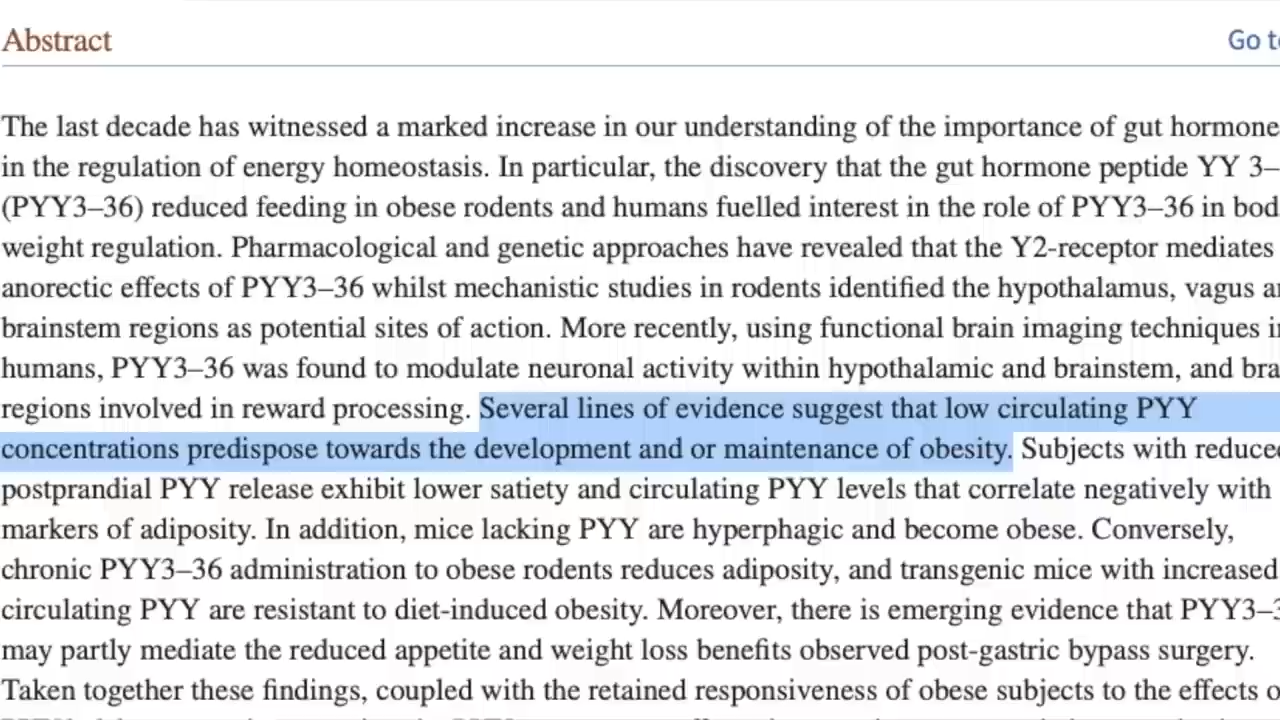 Abstract
Go to
The last decade has witnessed a marked increase in our understanding of the importance of gut hormone
in the regulation of energy homeostasis. In particular, the discovery that the gut hormone peptide YY 3–
(PYY3–36) reduced feeding in obese rodents and humans fuelled interest in the role of PYY3–36 in bod
weight regulation. Pharmacological and genetic approaches have revealed that the Y2-receptor mediates
anorectic effects of PYY3–36 whilst mechanistic studies in rodents identified the hypothalamus, vagus a
brainstem regions as potential sites of action. More recently, using functional brain imaging techniques i
humans, PYY3–36 was found to modulate neuronal activity within hypothalamic and brainstem, and bra
regions involved in reward processing. Several lines of evidence suggest that low circulating PYY
concentrations predispose towards the development and or maintenance of obesity. Subjects with reduced
postprandial PYY release exhibit lower satiety and circulating PYY levels that correlate negatively with
markers of adiposity. In addition, mice lacking PYY are hyperphagic and become obese. Conversely,
chronic PYY3–36 administration to obese rodents reduces adiposity, and transgenic mice with increased
circulating PYY are resistant to diet-induced obesity. Moreover, there is emerging evidence that PYY3–3
may partly mediate the reduced appetite and weight loss benefits observed post-gastric bypass surgery.
Taken together these findings, coupled with the retained responsiveness of obese subjects to the effects o